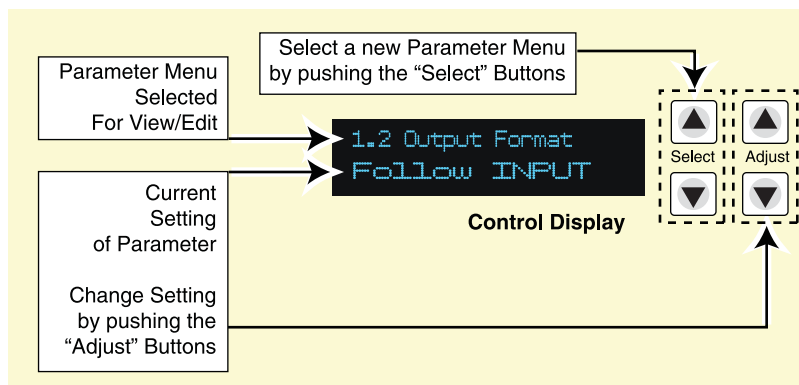 Select a new Parameter Menu
by pushing the “Select” Buttons
Parameter Menu
Selected
For View/Edit
1.2 Output Format
Follow INPUT
Select
Adjust
Current
Setting
of Parameter
Control Display
Change Setting
by pushing the
“Adjust” Buttons